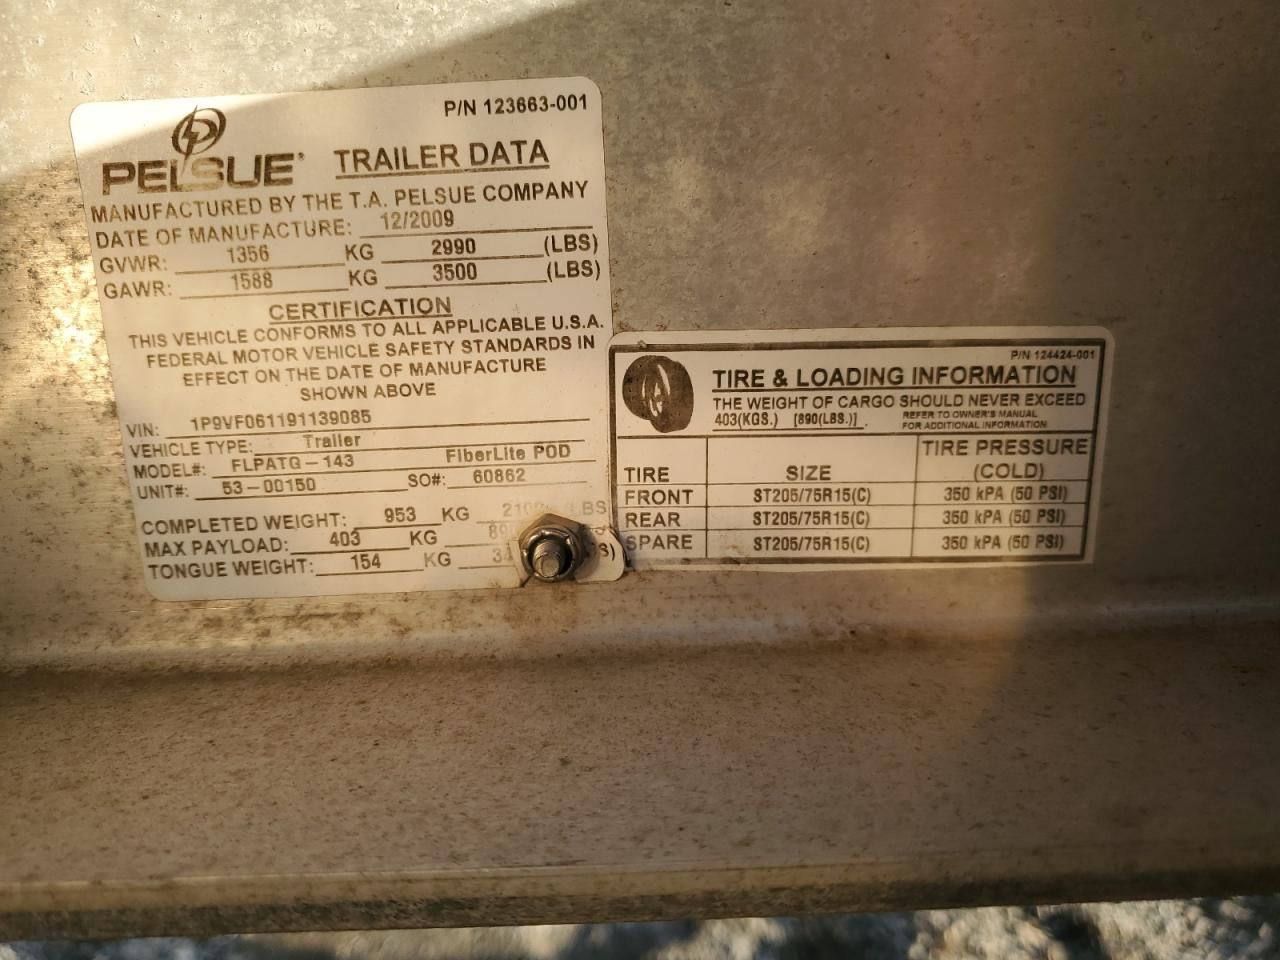 P/N 123663-001
PELSUE TRAILER DATA
MANUFACTURED BY THE T.A. PELSUE COMPANY
DATE OF MANUFACTURE: 12/2009
GVWR: 1356 KG 2990 (LBS)
GAWR: 1588 KG 3500 (LBS)
CERTIFICATION
THIS VEHICLE CONFORMS TO ALL APPLICABLE U.S.A.
FEDERAL MOTOR VEHICLE SAFETY STANDARDS IN
EFFECT ON THE DATE OF MANUFACTURE
SHOWN ABOVE
VIN: 1P9VF061191139085
VEHICLE TYPE: Trailer
MODEL#: FLPATG-143 FiberLite POD
UNIT#: 53-00150 SO#: 60862
COMPLETED WEIGHT: 953 KG
MAX PAYLOAD: 403 KG
TONGUE WEIGHT: 154 KG
P/N 124424-001
TIRE & LOADING INFORMATION
THE WEIGHT OF CARGO SHOULD NEVER EXCEED
403(KGS.) [890(LBS.)]. REFER TO OWNER'S MANUAL
FOR ADDITIONAL INFORMATION
TIRE SIZE TIRE PRESSURE (COLD)
FRONT ST205/75R15(C) 350 kPA (50 PSI)
REAR ST205/75R15(C) 350 kPA (50 PSI)
SPARE ST205/75R15(C) 350 kPA (50 PSI)